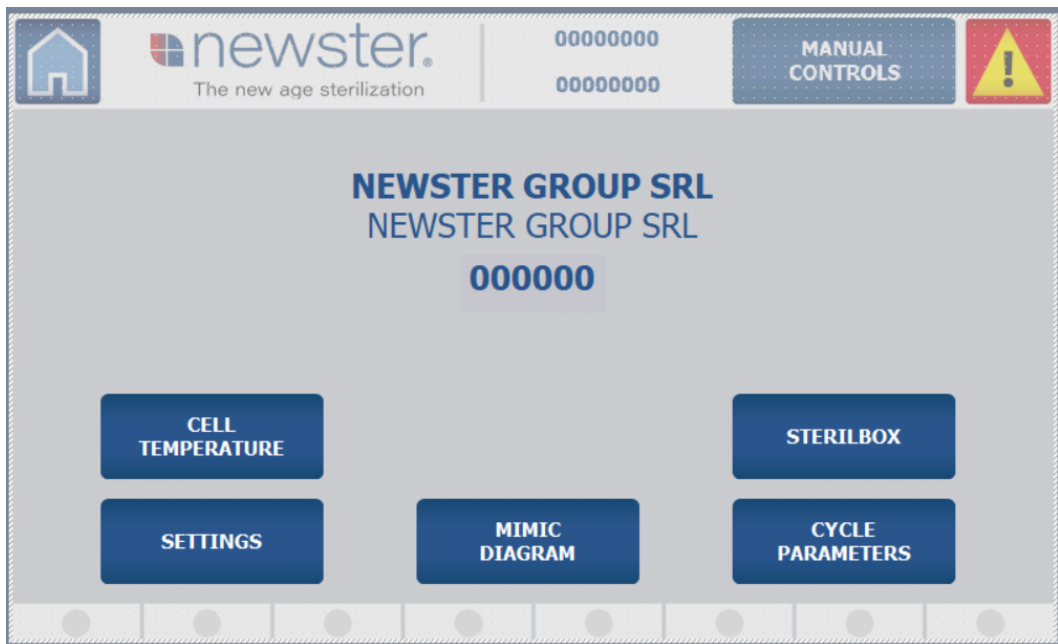 newster®
The new age sterilization
00000000
00000000
MANUAL
CONTROLS
!
NEWSTER GROUP SRL
NEWSTER GROUP SRL
000000
CELL
TEMPERATURE
STERILBOX
SETTINGS
MIMIC
DIAGRAM
CYCLE
PARAMETERS